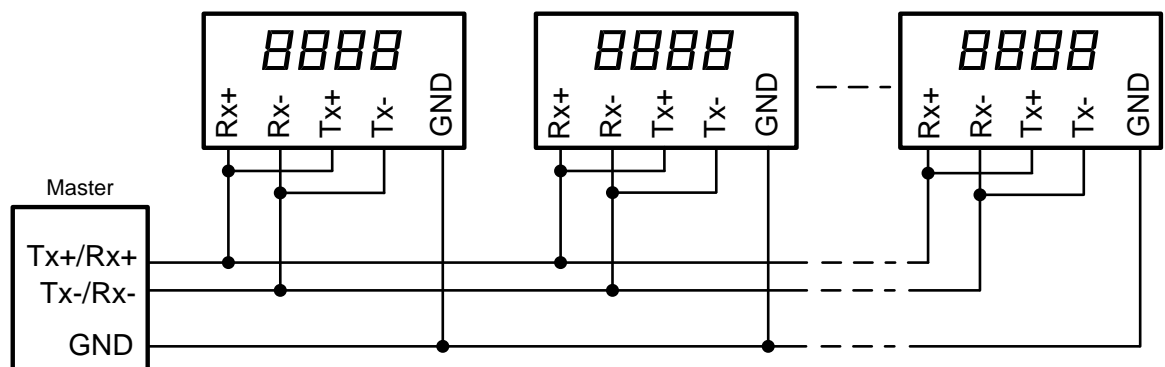 8888 8888 8888
Rx+ Rx- Tx+ Tx- GND Rx+ Rx- Tx+ Tx- GND Rx+ Rx- Tx+ Tx- GND
Master
Tx+/Rx+
Tx-/Rx-
GND